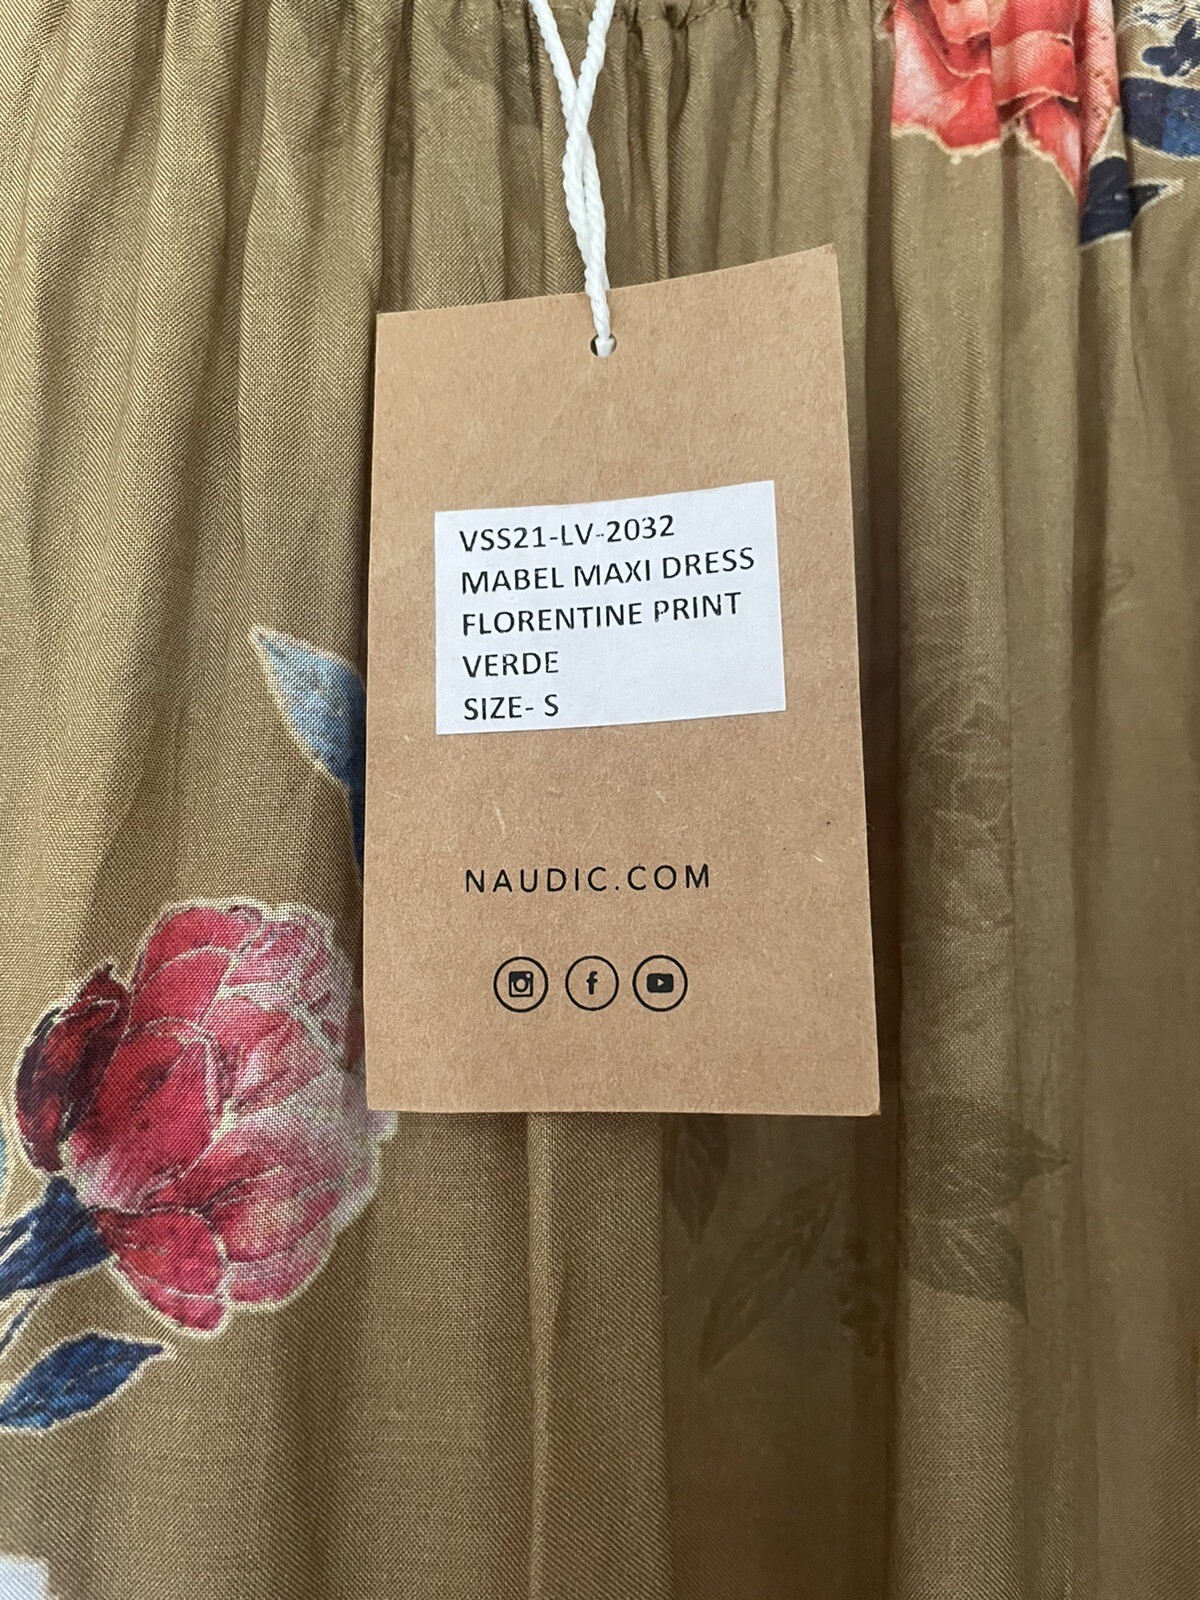 VSS21-LV-2032
MABEL MAXI DRESS
FLORENTINE PRINT
VERDE
SIZE- S
NAUDIC.COM